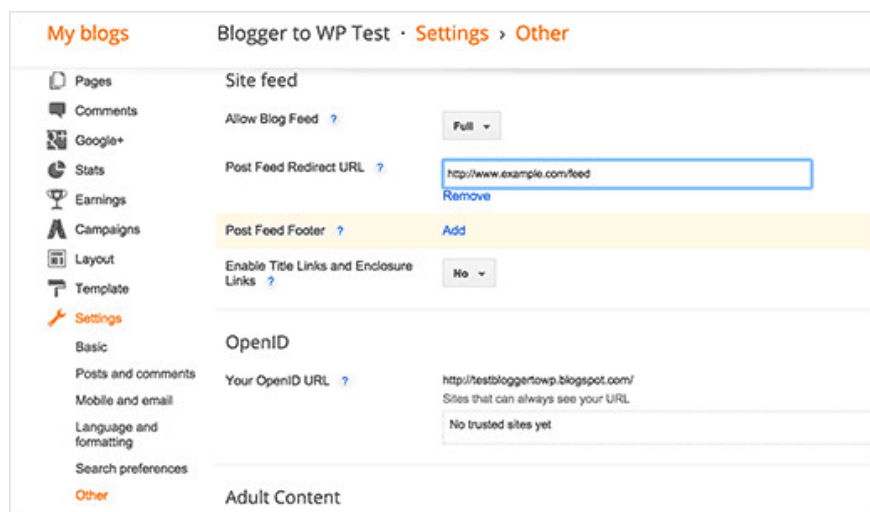 My blogs
Blogger to WP Test · Settings › Other
Pages
Comments
Google+
Stats
Earnings
Campaigns
Layout
Template
Settings
Basic
Posts and comments
Mobile and email
Language and
formatting
Search preferences
Other
Site feed
Allow Blog Feed ?
Full
Post Feed Redirect URL ?
http://www.example.com/feed
Remove
Post Feed Footer ?
Add
Enable Title Links and Enclosure
Links ?
No
OpenID
Your OpenID URL ?
http://testbloggertowp.blogspot.com/
Sites that can always see your URL
No trusted sites yet
Adult Content